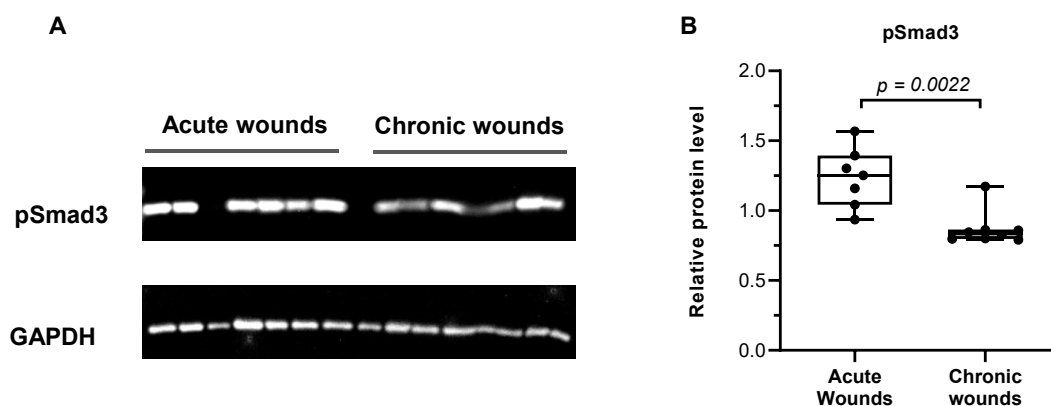 A
Acute wounds
Chronic wounds
pSmad3
GAPDH
B
pSmad3
p = 0.0022
Relative protein level
2.0
1.5
1.0
0.5
0.0
Acute
Wounds
Chronic
wounds